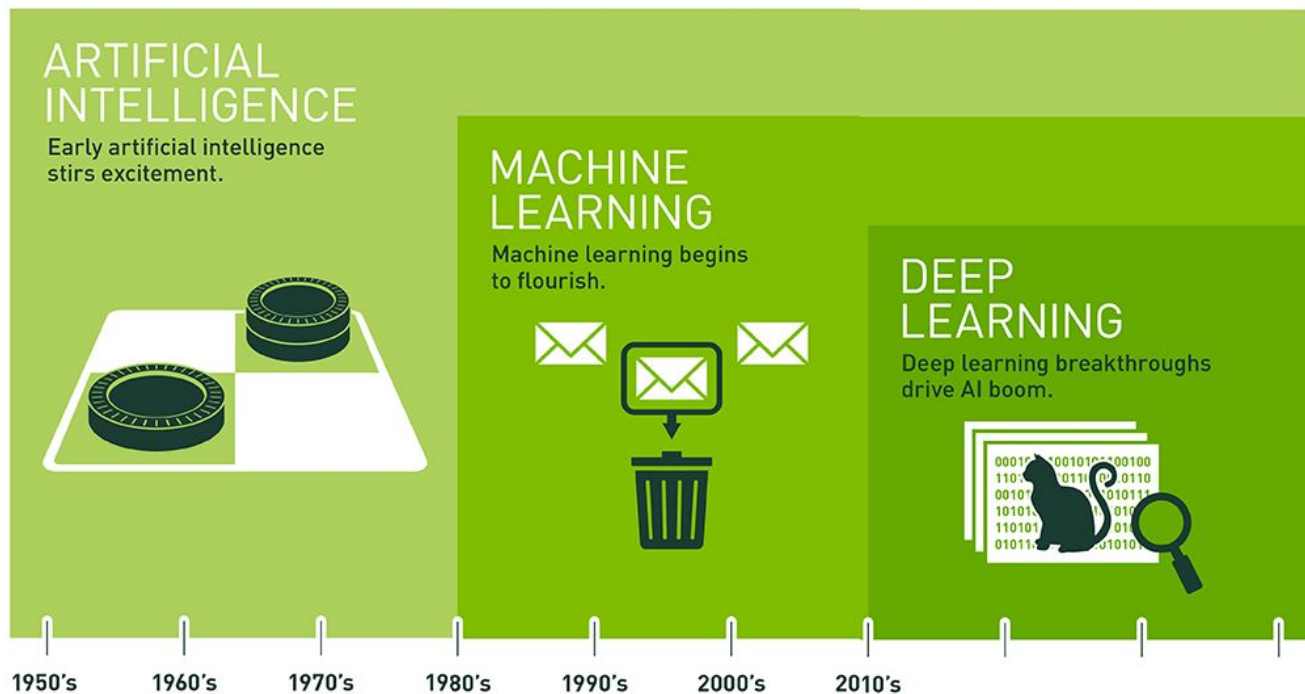 ARTIFICIAL
INTELLIGENCE
Early artificial intelligence
stirs excitement.
MACHINE
LEARNING
Machine learning begins
to flourish.
DEEP
LEARNING
Deep learning breakthroughs
drive AI boom.
1950's 1960's 1970's 1980's 1990's 2000's 2010's